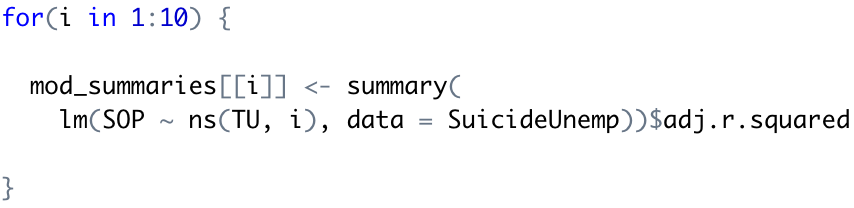 for(i in 1:10) {
mod_summaries[[i]] <- summary(
lm(SOP ~ ns(TU, i), data = SuicideUnemp))$adj.r.squared
}